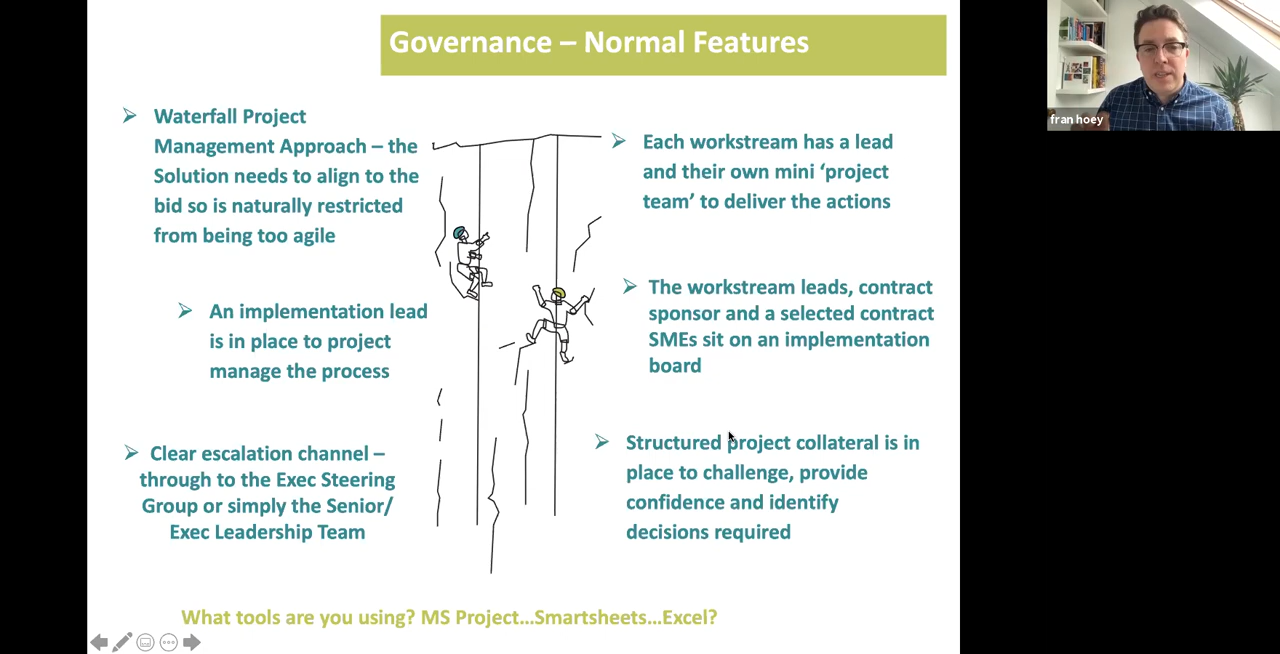 Governance – Normal Features
Waterfall Project
Management Approach – the
Solution needs to align to the
bid so is naturally restricted
from being too agile
An implementation lead
is in place to project
manage the process
Clear escalation channel –
through to the Exec Steering
Group or simply the Senior/
Exec Leadership Team
Each workstream has a lead
and their own mini ‘project
team’ to deliver the actions
The workstream leads, contract
sponsor and a selected contract
SMEs sit on an implementation
board
Structured project collateral is in
place to challenge, provide
confidence and identify
decisions required
What tools are you using? MS Project...Smartsheets...Excel?
fran hoey